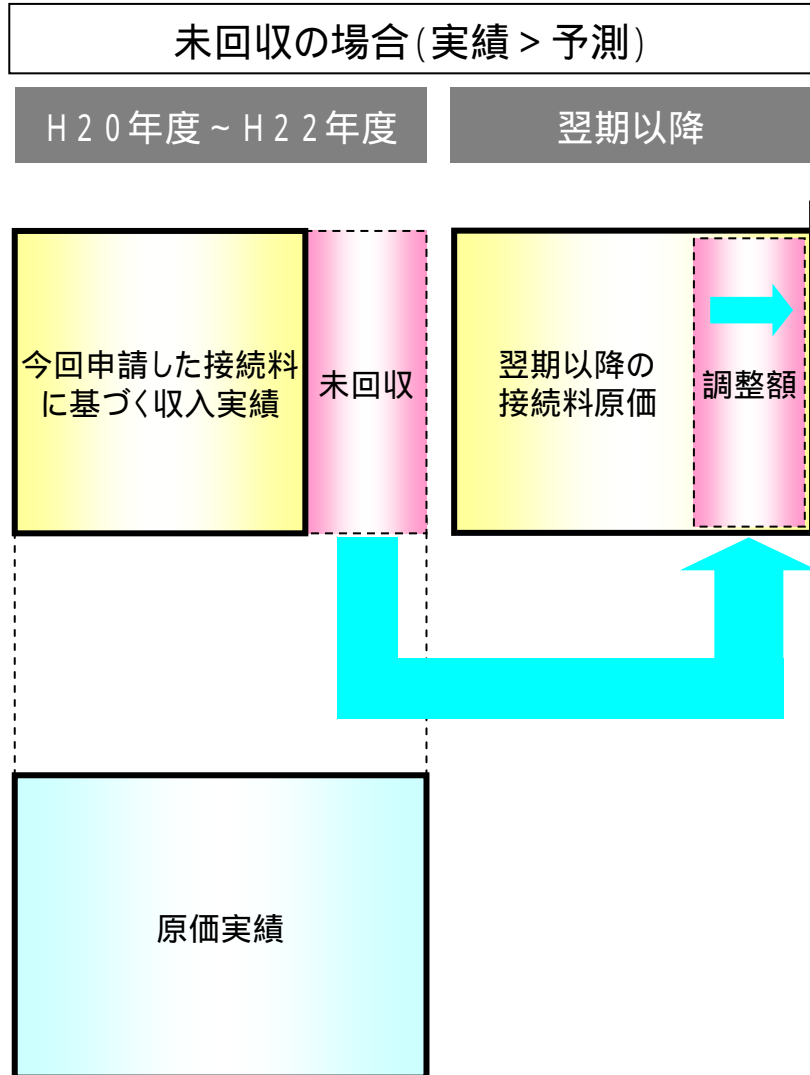 未回収の場合(実績>予測)
H20年度~H22年度
翌期以降
今回申請した接続料
に基づく収入実績
未回収
翌期以降の
接続料原価
調整額
原価実績